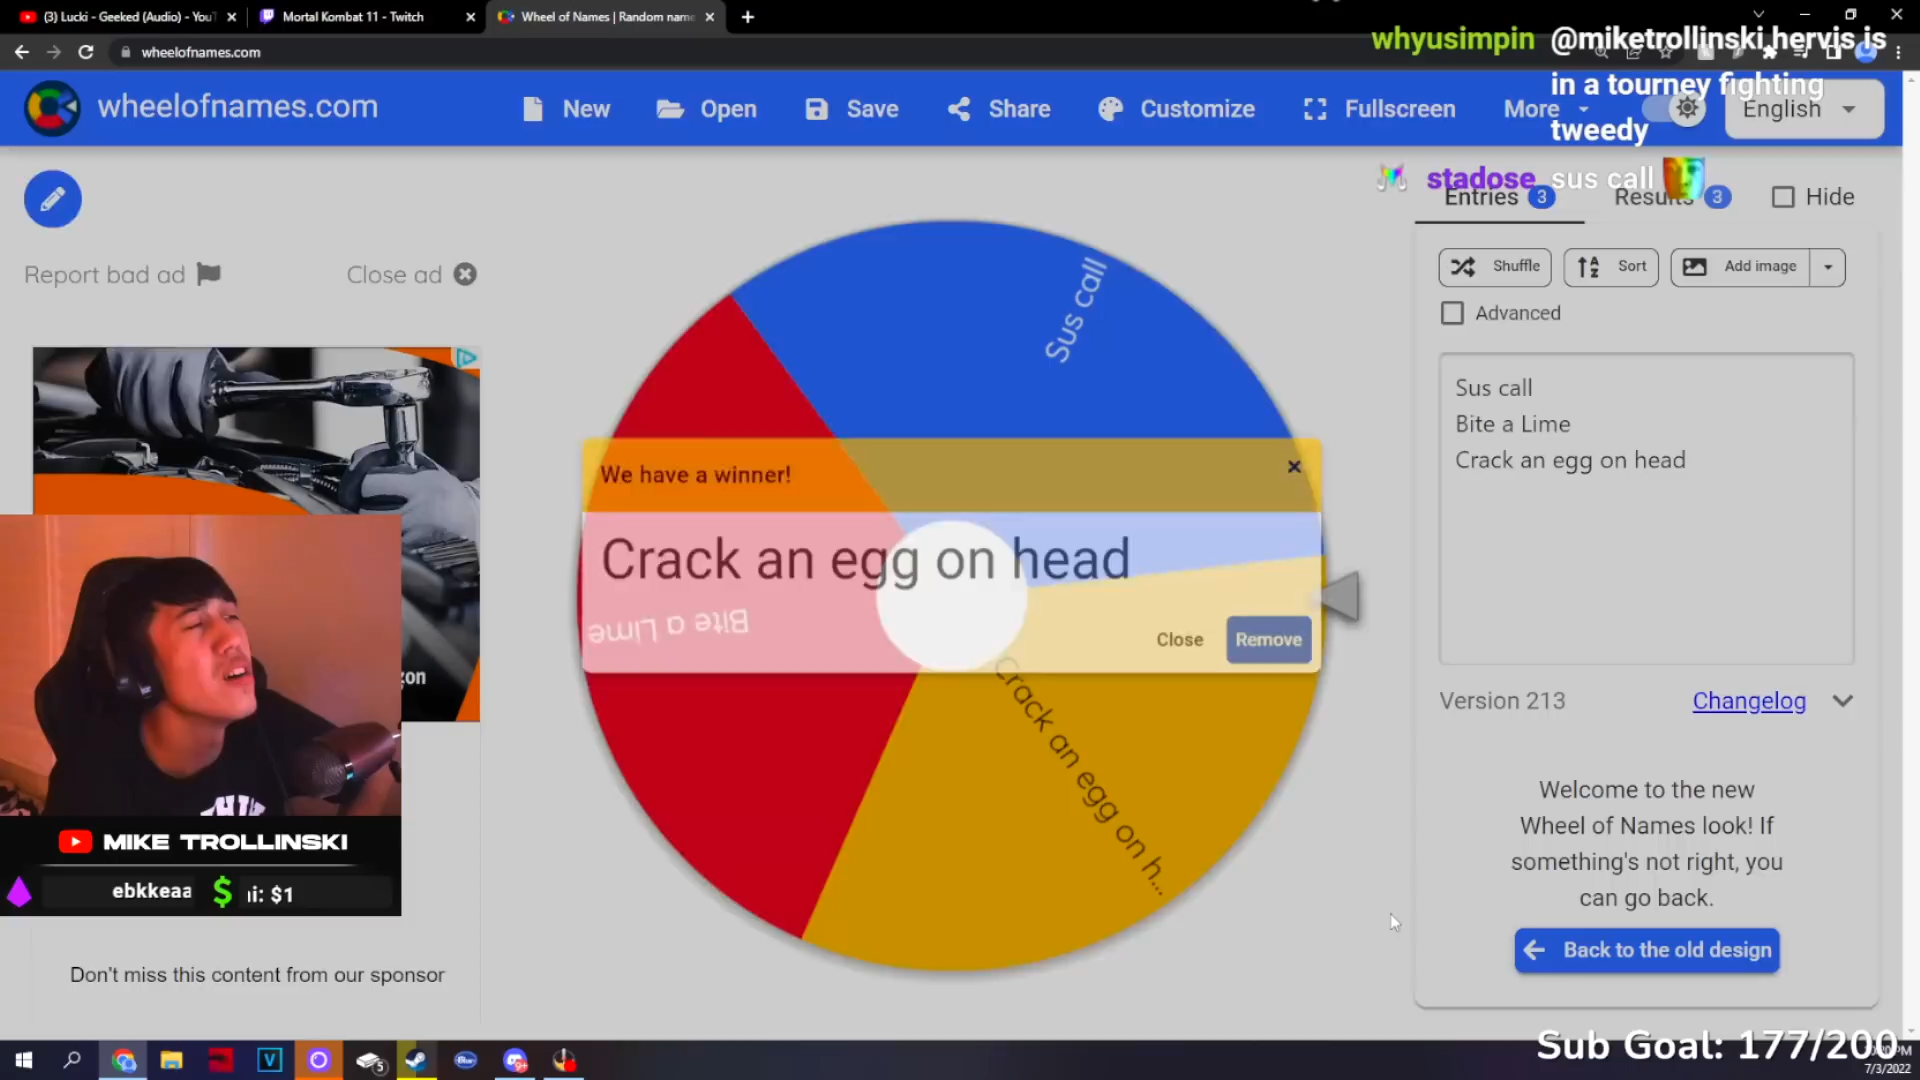 (3) Lucki - Geeked (Audio) - You
Mortal Kombat 11 - Twitch
Wheel of Names | Random name
wheelofnames.com
whyusimpin @miketrollinski hervis is
in a tourney fighting
tweedy
stadose sus call
wheelofnames.com
New
Open
Save
Share
Customize
Fullscreen
More
English
Report bad ad
Close ad
Entries 3
Results 3
Hide
Shuffle
Sort
Add image
Advanced
Sus call
Bite a Lime
Crack an egg on head
Sus call
We have a winner!
Crack an egg on head
Bite a Lime
Close
Remove
Crack an egg on h...
Version 213
Changelog
Welcome to the new
Wheel of Names look! If
something's not right, you
can go back.
Back to the old design
MIKE TROLLINSKI
ebkkeaa
$ ni: $1
Don't miss this content from our sponsor
Sub Goal: 177/200
7/3/2022